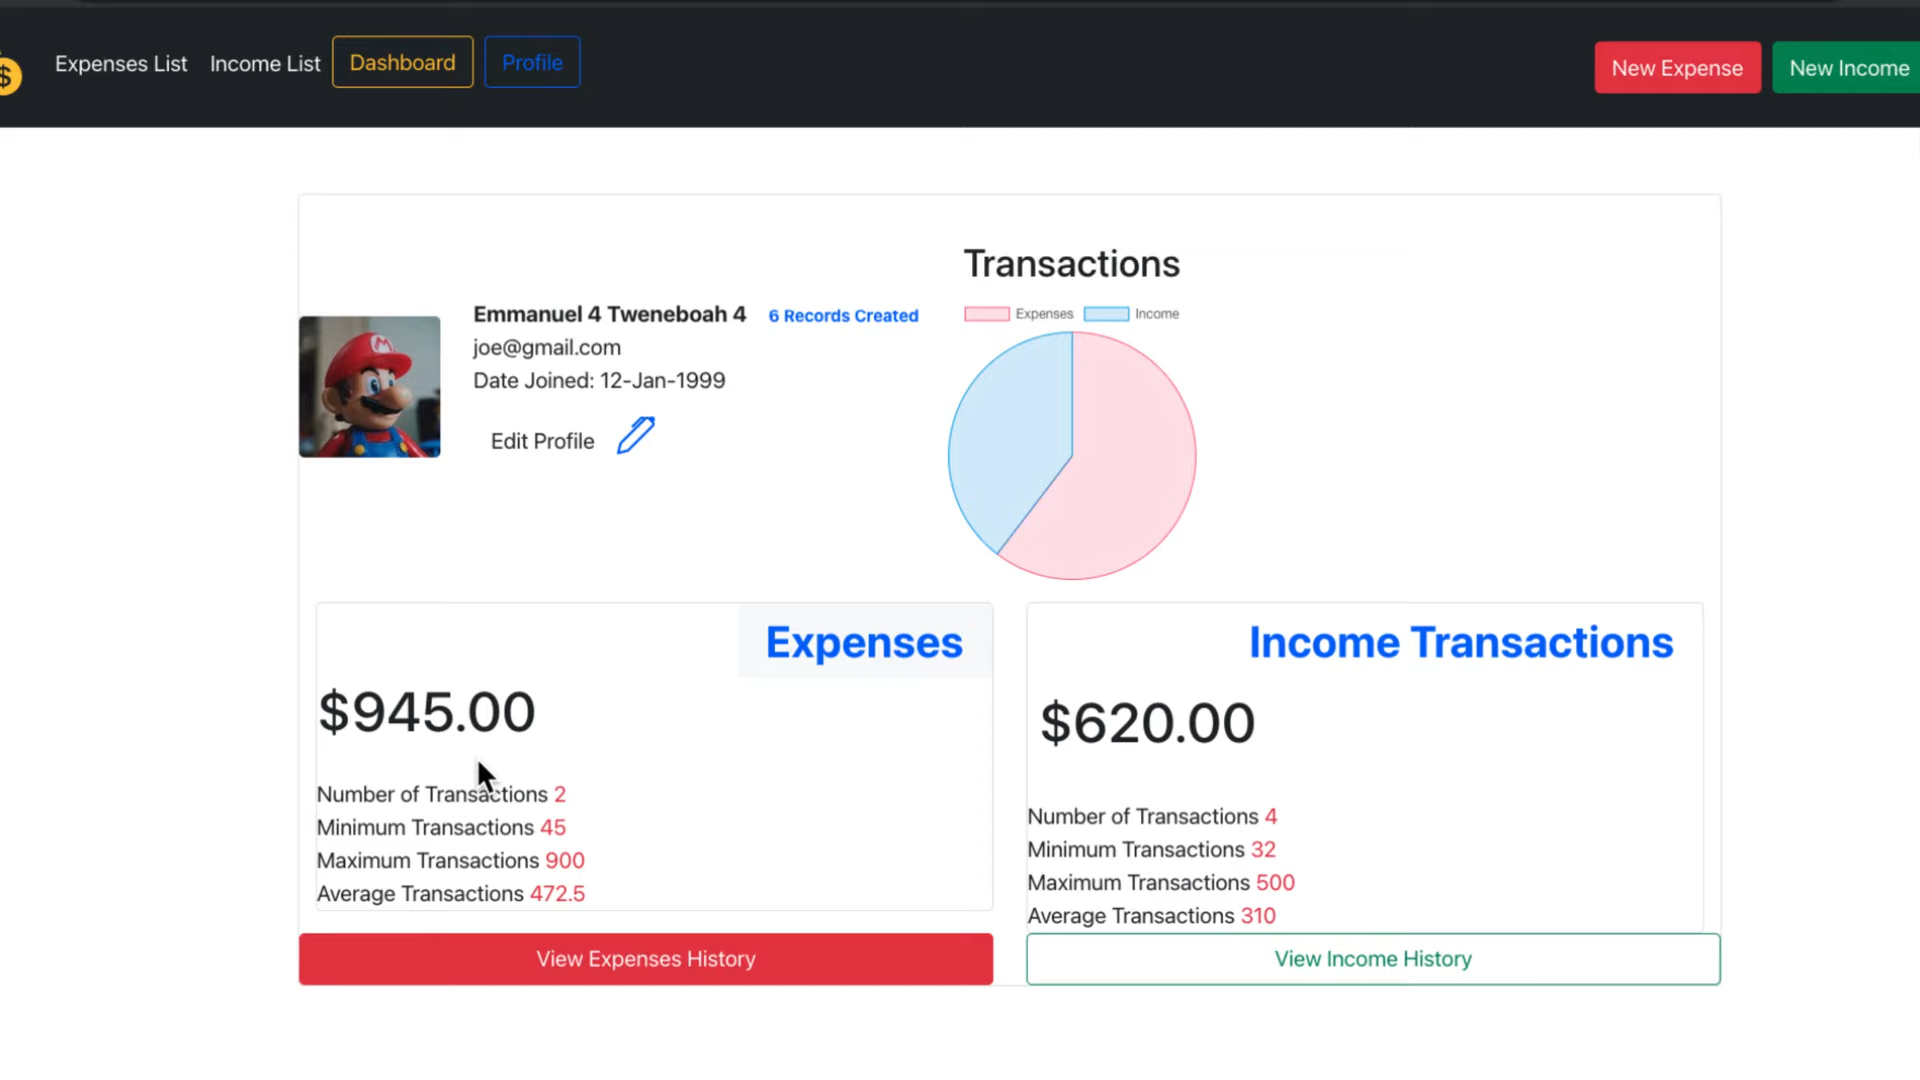 $
Expenses List
Income List
Dashboard
Profile
New Expense
New Income
Transactions
Emmanuel 4 Tweneboah 4
6 Records Created
joe@gmail.com
Date Joined: 12-Jan-1999
Edit Profile
Expenses
Income
Expenses
$945.00
Number of Transactions 2
Minimum Transactions 45
Maximum Transactions 900
Average Transactions 472.5
View Expenses History
Income Transactions
$620.00
Number of Transactions 4
Minimum Transactions 32
Maximum Transactions 500
Average Transactions 310
View Income History